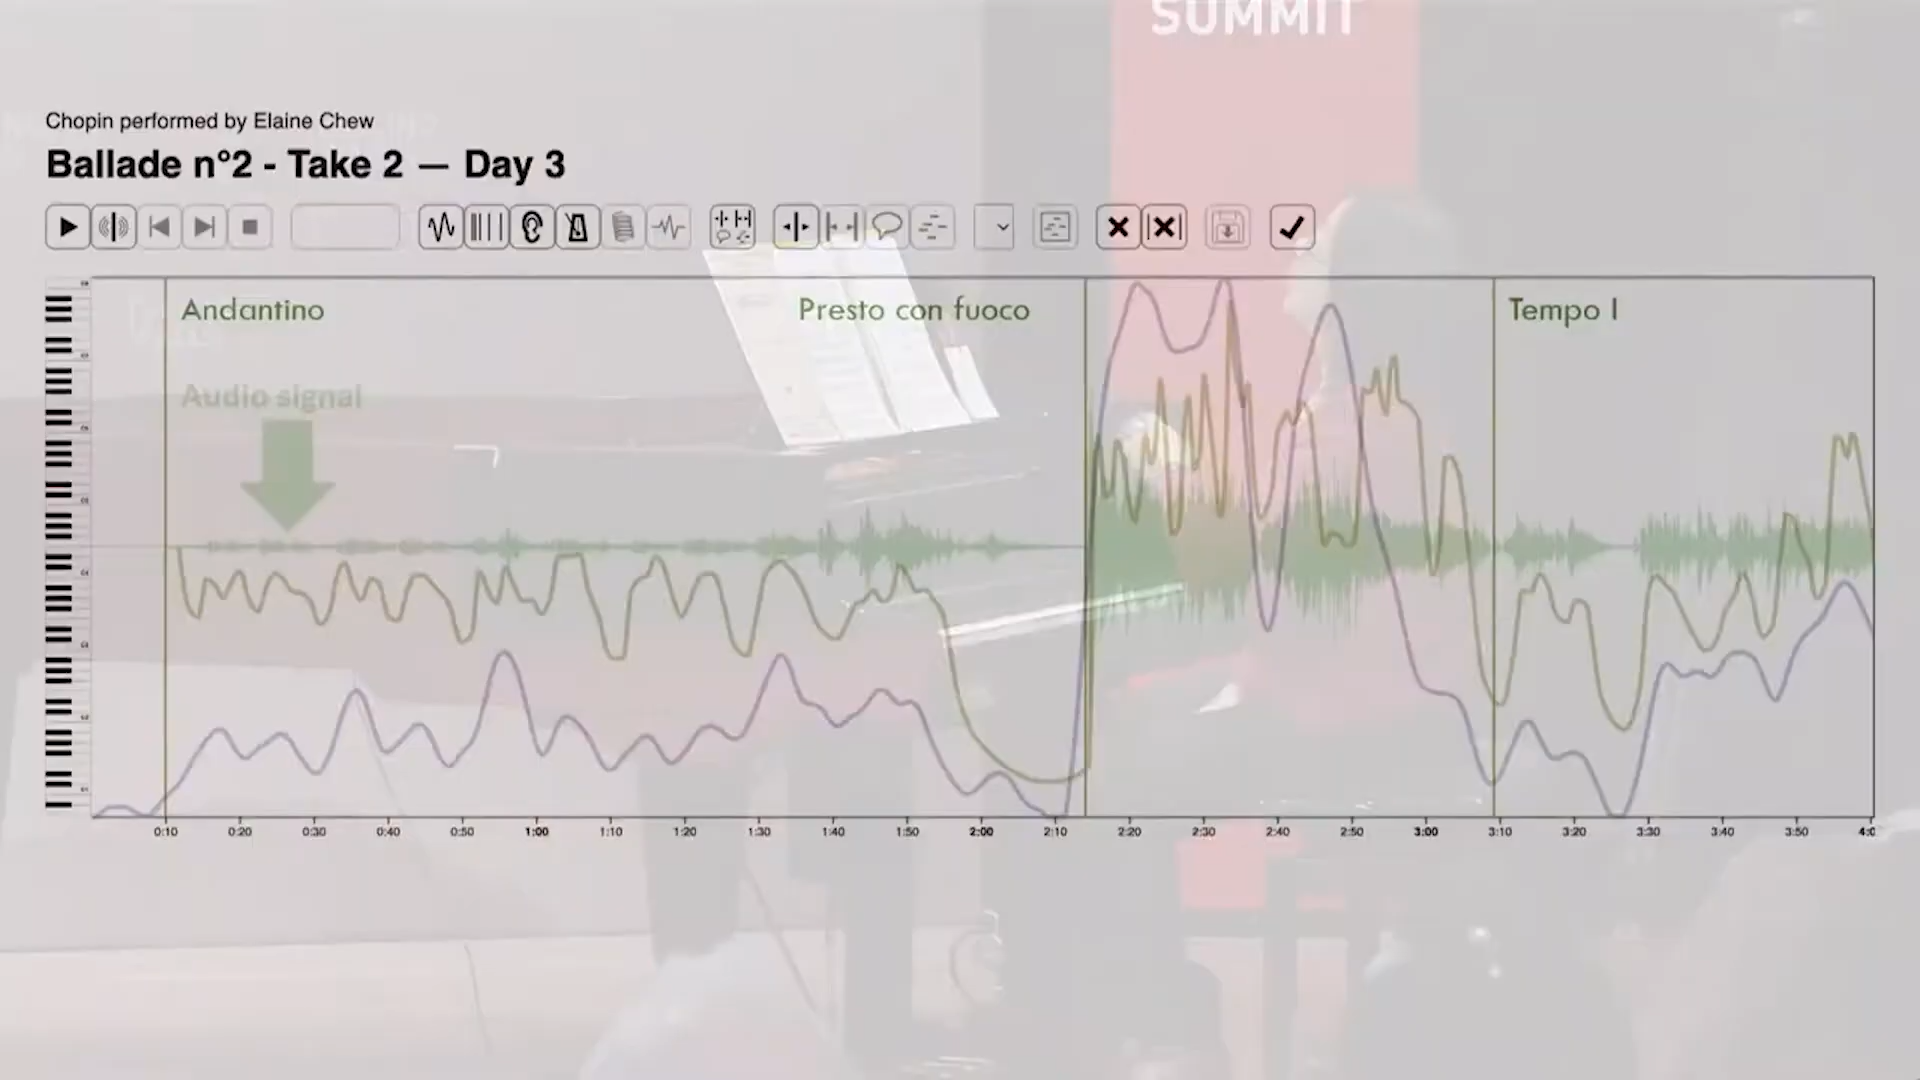 SUMMIT
Chopin performed by Elaine Chew
Ballade n°2 - Take 2 — Day 3
Andantino
Presto con fuoco
Tempo I
Audio signal
0:10 0:20 0:30 0:40 0:50 1:00 1:10 1:20 1:30 1:40 1:50 2:00 2:10 2:20 2:30 2:40 2:50 3:00 3:10 3:20 3:30 3:40 3:50